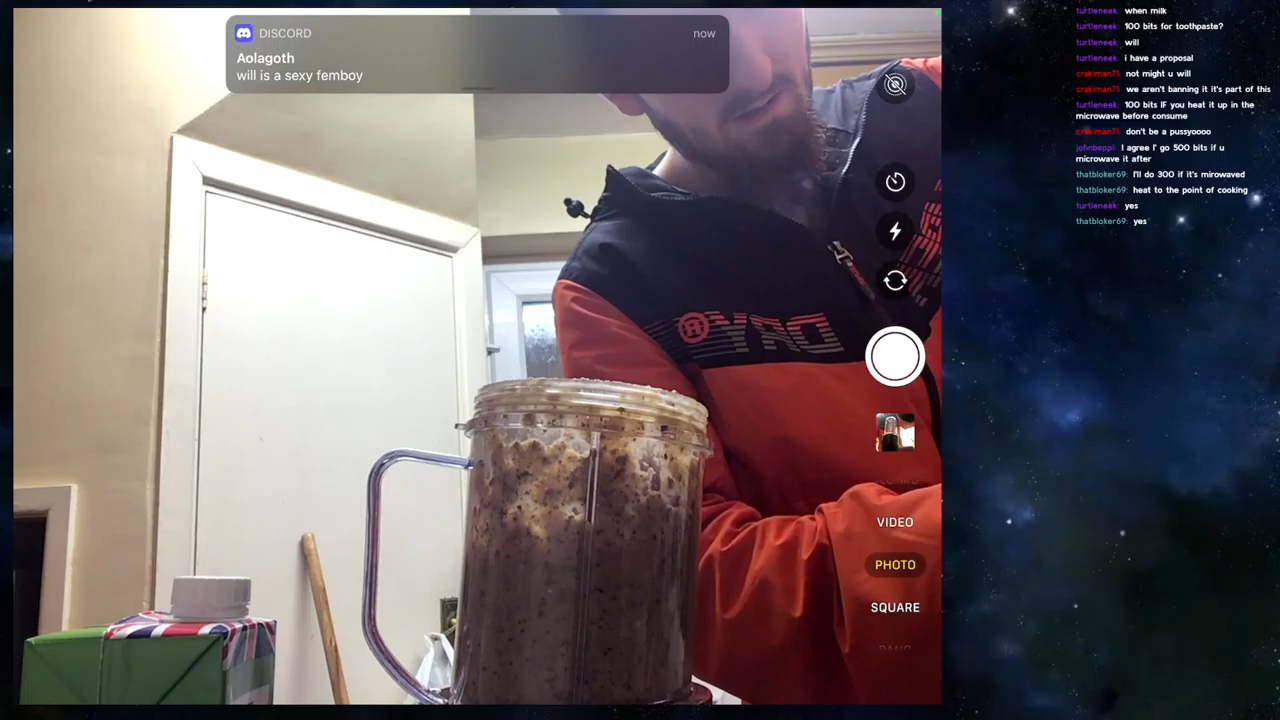 DISCORD
now
Aolagoth
will is a sexy femboy
VIDEO
PHOTO
SQUARE
turtleneek: when milk
turtleneek: 100 bits for toothpaste?
turtleneek: will
turtleneek: i have a proposal
crakiman71 not might u will
crakiman71 we aren't banning it it's part of this
turtleneek: 100 bits IF you heat it up in the
microwave before consume
crakiman71 don't be a pussyoooo
johnbeppi: I agree I' go 500 bits if u
microwave it after
thatbloker69: I'll do 300 if it's mirowaved
thatbloker69: heat to the point of cooking
turtleneek: yes
thatbloker69: yes